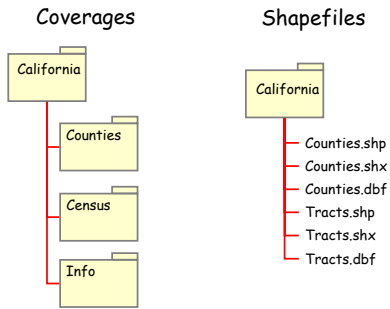 Coverages
California
Counties
Census
Info
Shapefiles
California
Counties.shp
Counties.shx
Counties.dbf
Tracts.shp
Tracts.shx
Tracts.dbf